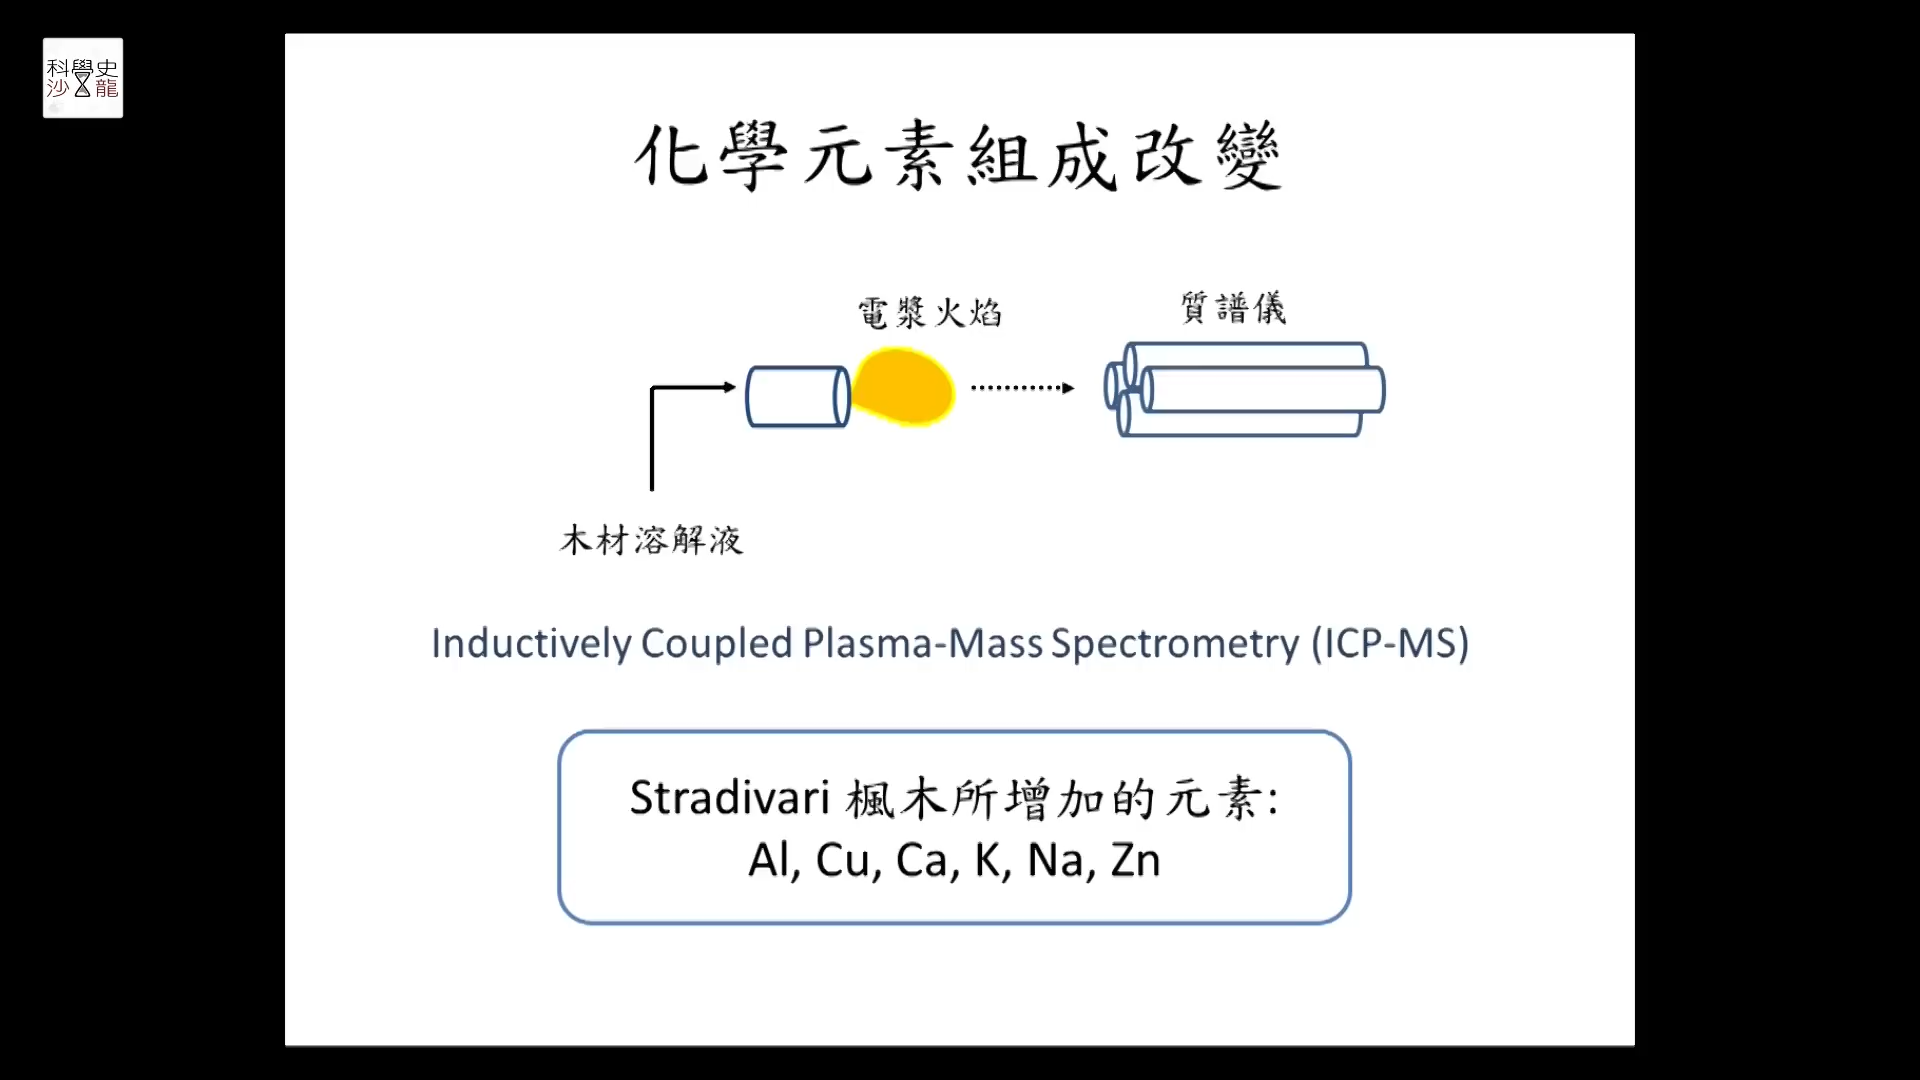 科學史
沙龍
化學元素組成改變
電漿火焰
質譜儀
木材溶解液
Inductively Coupled Plasma-Mass Spectrometry (ICP-MS)
Stradivari 楓木所增加的元素:
Al, Cu, Ca, K, Na, Zn